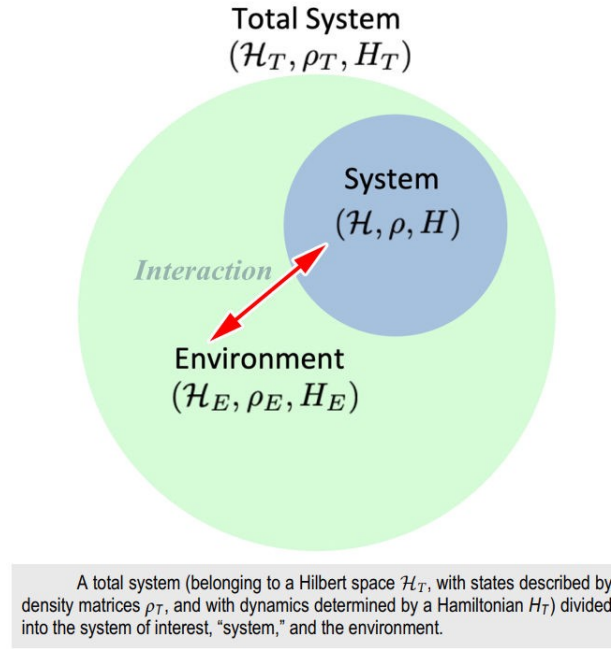 Total System
(ℋ_T, ρ_T, H_T)
System
(ℋ, ρ, H)
Interaction
Environment
(ℋ_E, ρ_E, H_E)
A total system (belonging to a Hilbert space ℋ_T, with states described by
density matrices ρ_T, and with dynamics determined by a Hamiltonian H_T) divided
into the system of interest, “system,” and the environment.